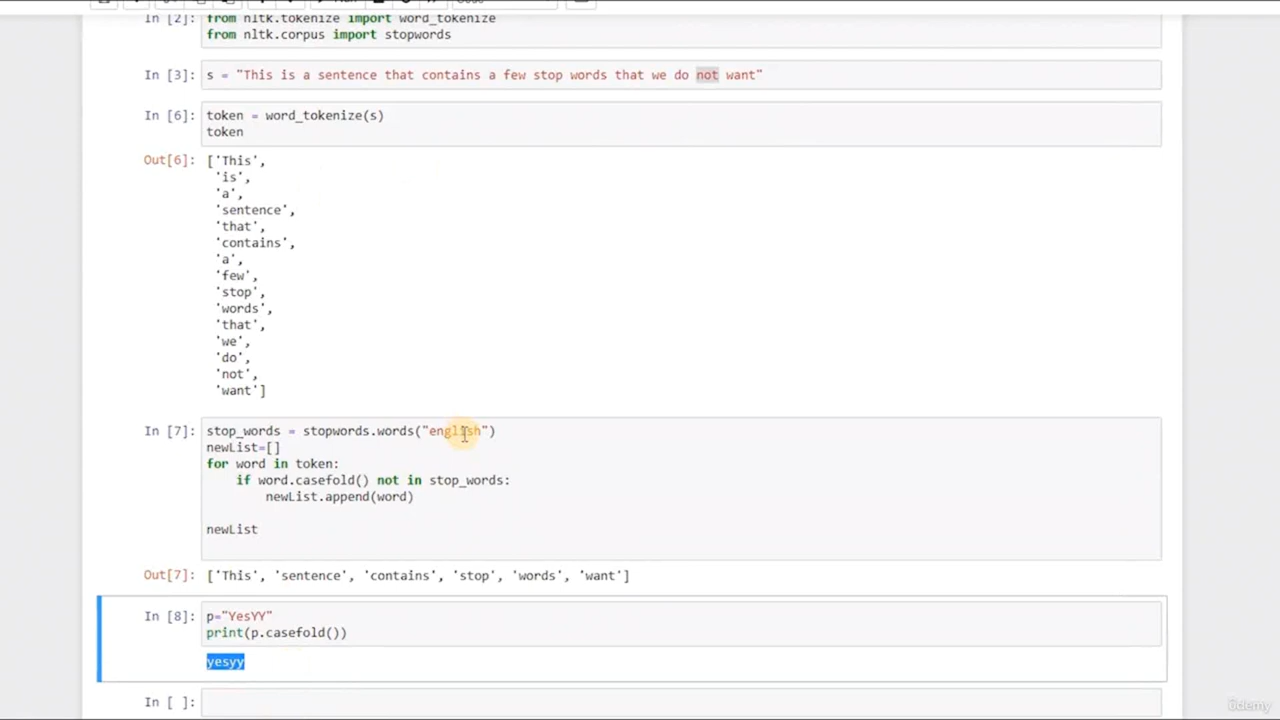 In [2]: from nltk.tokenize import word_tokenize
from nltk.corpus import stopwords
In [3]: s = "This is a sentence that contains a few stop words that we do not want"
In [6]: token = word_tokenize(s)
token
Out[6]: ['This',
'is',
'a',
'sentence',
'that',
'contains',
'a',
'few',
'stop',
'words',
'that',
'we',
'do',
'not',
'want']
In [7]: stop_words = stopwords.words("english")
newList=[]
for word in token:
if word.casefold() not in stop_words:
newList.append(word)
newList
Out[7]: ['This', 'sentence', 'contains', 'stop', 'words', 'want']
In [8]: p="YesYY"
print(p.casefold())
yesyy
In [ ]:
ûdemy